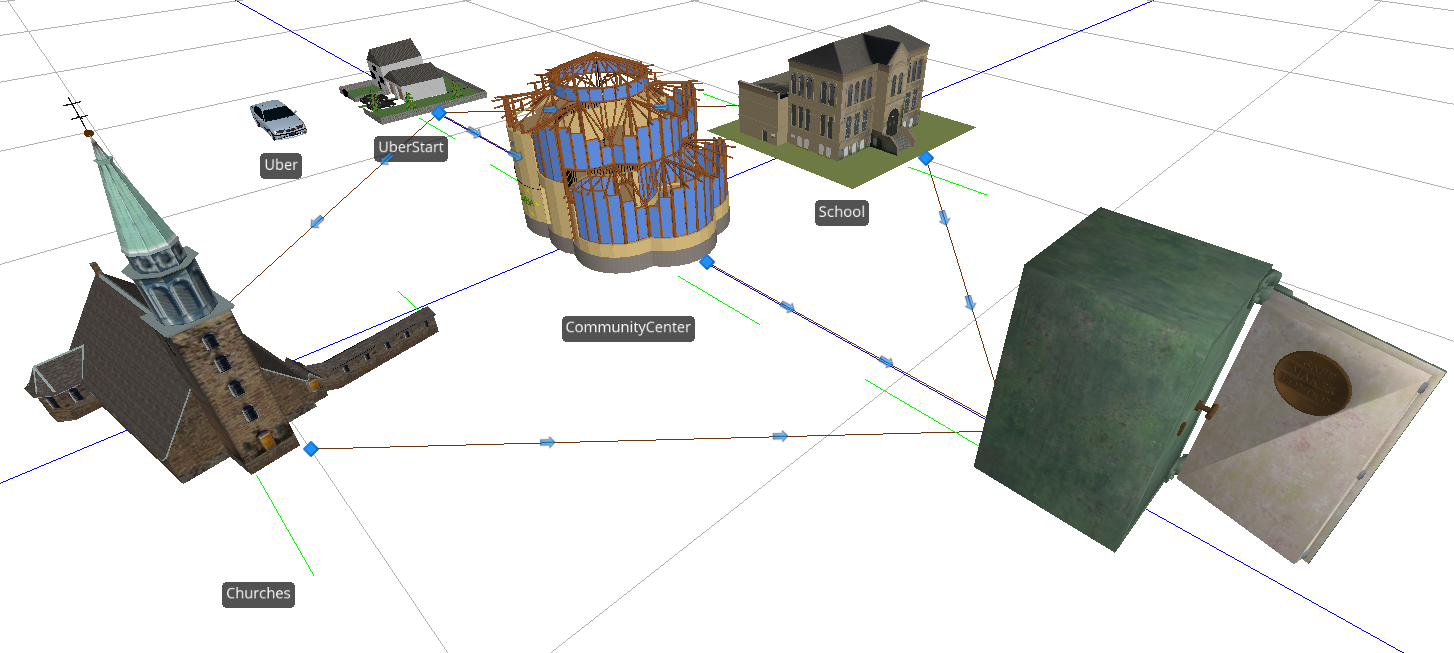 UberStart
Uber
School
CommunityCenter
Churches